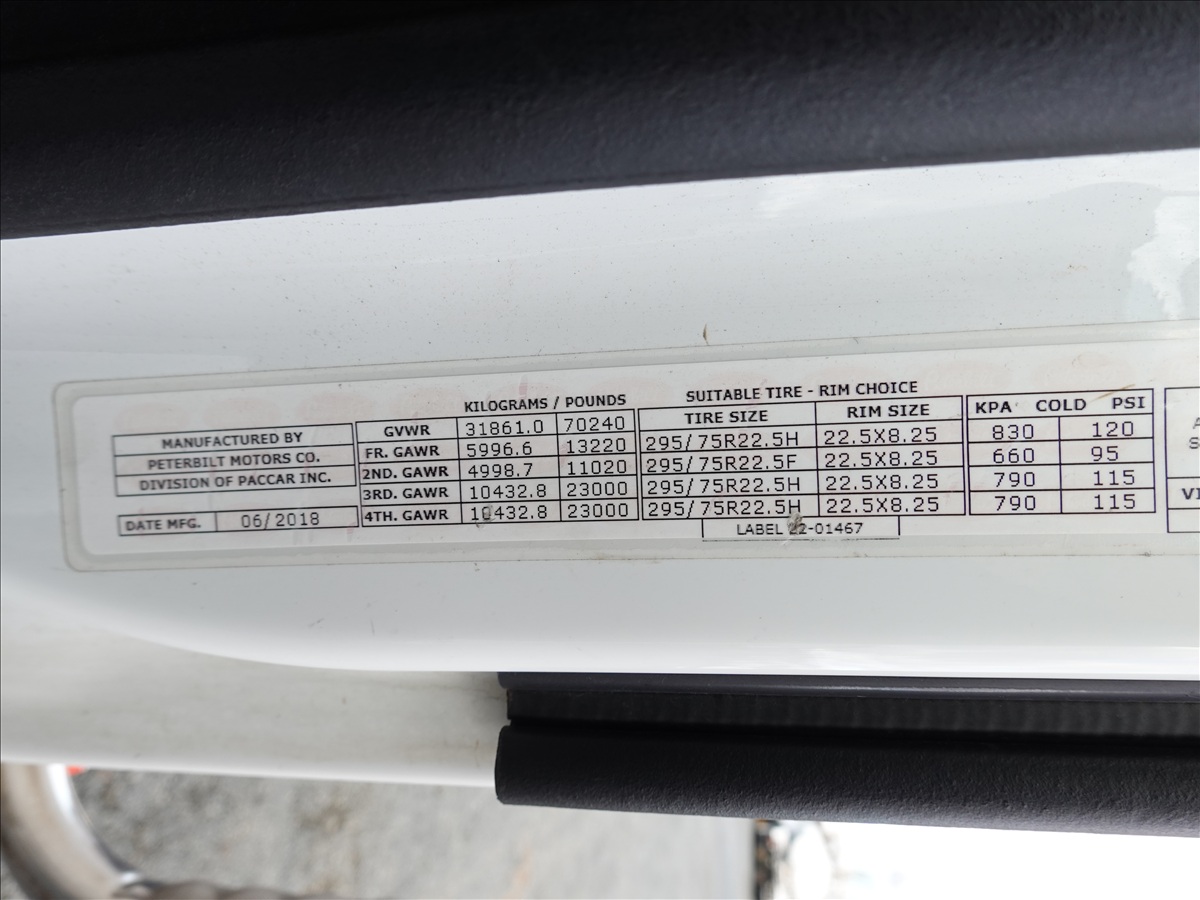 KILOGRAMS / POUNDS SUITABLE TIRE - RIM CHOICE
MANUFACTURED BY
PETERBILT MOTORS CO.
DIVISION OF PACCAR INC.
DATE MFG. 06/2018
TIRE SIZE RIM SIZE KPA COLD PSI
GVWR 31861.0 70240
FR. GAWR 5996.6 13220 295/75R22.5H 22.5X8.25 830 120
2ND. GAWR 4998.7 11020 295/75R22.5F 22.5X8.25 660 95
3RD. GAWR 10432.8 23000 295/75R22.5H 22.5X8.25 790 115
4TH. GAWR 10432.8 23000 295/75R22.5H 22.5X8.25 790 115
LABEL 22-01467
A
S
VI